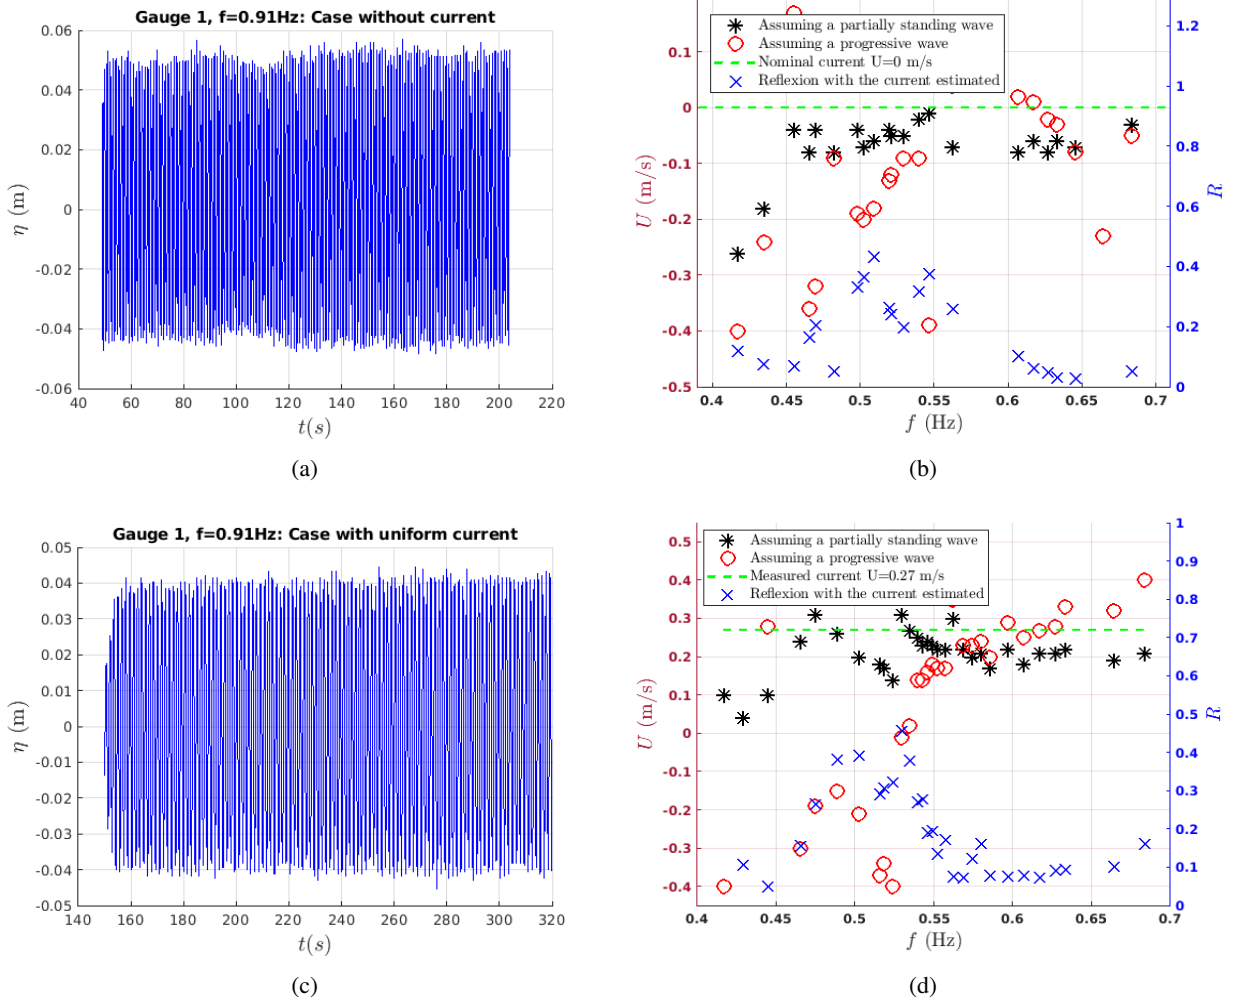 Gauge 1, f=0.91Hz: Case without current
0.06
0.04
0.02
0
-0.02
-0.04
-0.06
40 60 80 100 120 140 160 180 200 220
η (m)
t(s)
(a)
Assuming a partially standing wave
Assuming a progressive wave
Nominal current U=0 m/s
Reflexion with the current estimated
0.1
0
-0.1
-0.2
-0.3
-0.4
-0.5
U (m/s)
0.4 0.45 0.5 0.55 0.6 0.65 0.7
f (Hz)
1.2
1
0.8
0.6
0.4
0.2
0
R
(b)
Gauge 1, f=0.91Hz: Case with uniform current
0.05
0.04
0.03
0.02
0.01
0
-0.01
-0.02
-0.03
-0.04
-0.05
140 160 180 200 220 240 260 280 300 320
η (m)
t(s)
(c)
Assuming a partially standing wave
Assuming a progressive wave
Measured current U=0.27 m/s
Reflexion with the current estimated
0.5
0.4
0.3
0.2
0.1
0
-0.1
-0.2
-0.3
-0.4
U (m/s)
0.4 0.45 0.5 0.55 0.6 0.65 0.7
f (Hz)
1
0.9
0.8
0.7
0.6
0.5
0.4
0.3
0.2
0.1
0
R
(d)